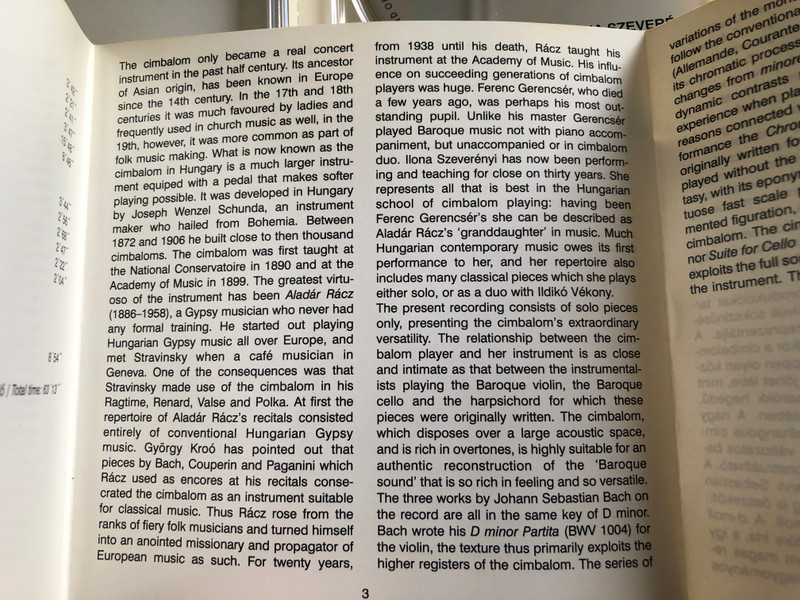 The cimbalom only became a real concert
instrument in the past half century. Its ancestor
of Asian origin, has been known in Europe
since the 14th century. In the 17th and 18th
centuries it was much favoured by ladies and
frequently used in church music as well, in the
19th, however, it was more common as part of
folk music making. What is now known as the
cimbalom in Hungary is a much larger instru-
ment equiped with a pedal that makes softer
playing possible. It was developed in Hungary
by Joseph Wenzel Schunda, an instrument
maker who hailed from Bohemia. Between
1872 and 1906 he built close to then thousand
cimbaloms. The cimbalom was first taught at
the National Conservatoire in 1890 and at the
Academy of Music in 1899. The greatest virtu-
oso of the instrument has been Aladár Rácz
(1886–1958), a Gypsy musician who never had
any formal training. He started out playing
Hungarian Gypsy music all over Europe, and
met Stravinsky when a café musician in
Geneva. One of the consequences was that
Stravinsky made use of the cimbalom in his
Ragtime, Renard, Valse and Polka. At first the
repertoire of Aladár Rácz's recitals consisted
entirely of conventional Hungarian Gypsy
music. György Kroó has pointed out that
pieces by Bach, Couperin and Paganini which
Rácz used as encores at his recitals conse-
crated the cimbalom as an instrument suitable
for classical music. Thus Rácz rose from the
ranks of fiery folk musicians and turned himself
into an anointed missionary and propagator of
European music as such. For twenty years,
from 1938 until his death, Rácz taught his
instrument at the Academy of Music. His influ-
ence on succeeding generations of cimbalom
players was huge. Ferenc Gerencsér, who died
a few years ago, was perhaps his most out-
standing pupil. Unlike his master Gerencsér
played Baroque music not with piano accom-
paniment, but unaccompanied or in cimbalom
duo. Ilona Szeverényi has now been perform-
ing and teaching for close on thirty years. She
represents all that is best in the Hungarian
school of cimbalom playing: having been
Ferenc Gerencsér's she can be described as
Aladár Rácz's 'granddaughter' in music. Much
Hungarian contemporary music owes its first
performance to her, and her repertoire also
includes many classical pieces which she plays
either solo, or as a duo with Ildikó Vékony.
The present recording consists of solo pieces
only, presenting the cimbalom's extraordinary
versatility. The relationship between the cim-
balom player and her instrument is as close
and intimate as that between the instrumental-
ists playing the Baroque violin, the Baroque
cello and the harpsichord for which these
pieces were originally written. The cimbalom,
which disposes over a large acoustic space,
and is rich in overtones, is highly suitable for an
authentic reconstruction of the 'Baroque
sound' that is so rich in feeling and so versatile.
The three works by Johann Sebastian Bach on
the record are all in the same key of D minor.
Bach wrote his D minor Partita (BWV 1004) for
the violin, the texture thus primarily exploits the
higher registers of the cimbalom. The series of
3
variations of the
follow the conventional
(Allemande, Courante
its chromatic process
changes from minor
dynamic contrasts
experience when
reasons connected
formance the
originally written
played without the
tasy, with its
tuose fast scale
mented figuration,
cimbalom. The
nor Suite for Cello
exploits the full
the instrument.
8'54"
/ Total time: 63'13"